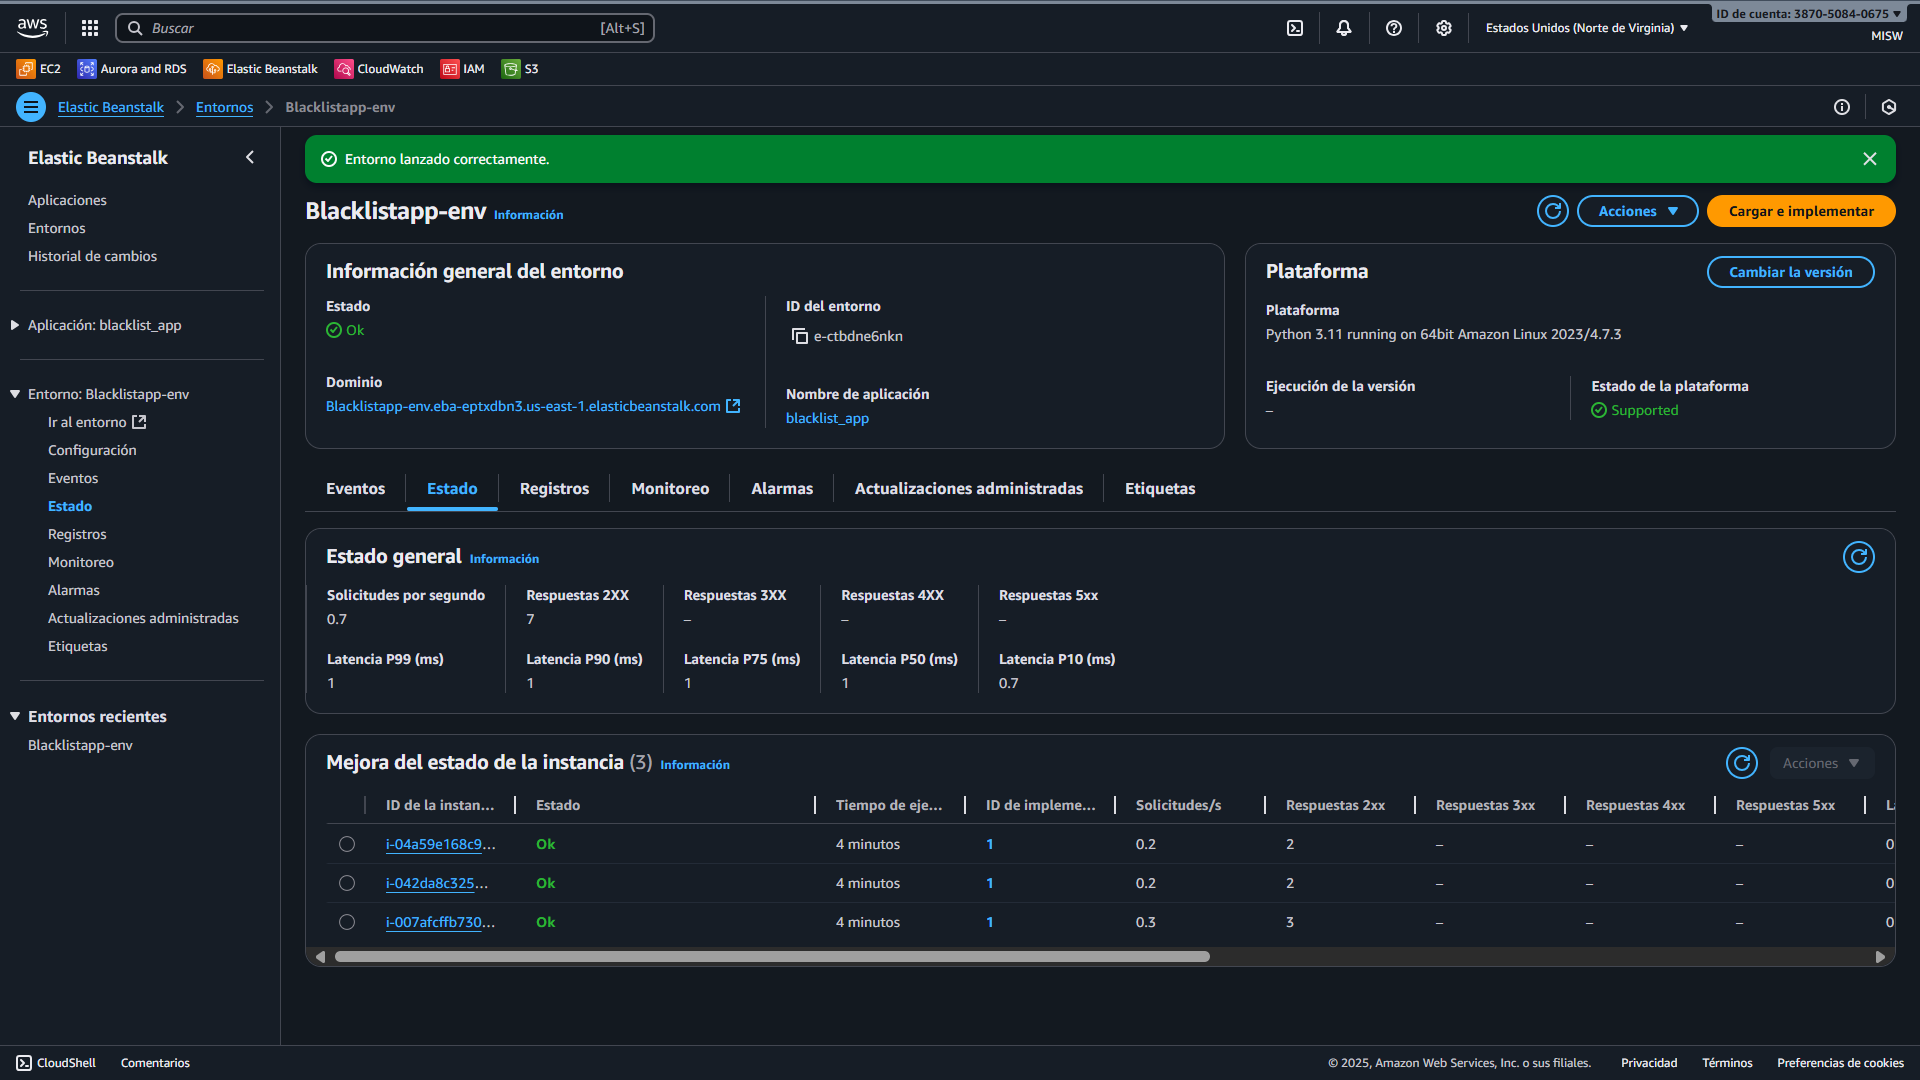 aws
Buscar
[Alt+S]
Estados Unidos (Norte de Virginia)
ID de cuenta: 3870-5084-0675
MISW
EC2
Aurora and RDS
Elastic Beanstalk
CloudWatch
IAM
S3
Elastic Beanstalk
Entornos
Blacklistapp-env
Elastic Beanstalk
Aplicaciones
Entornos
Historial de cambios
Aplicación: blacklist_app
Entorno: Blacklistapp-env
Ir al entorno
Configuración
Eventos
Estado
Registros
Monitoreo
Alarmas
Actualizaciones administradas
Etiquetas
Entornos recientes
Blacklistapp-env
Entorno lanzado correctamente.
Blacklistapp-env Información
Acciones
Cargar e implementar
Información general del entorno
Estado
Ok
Dominio
Blacklistapp-env.eba-eptxdbn3.us-east-1.elasticbeanstalk.com
ID del entorno
e-ctbdne6nkn
Nombre de aplicación
blacklist_app
Plataforma
Cambiar la versión
Plataforma
Python 3.11 running on 64bit Amazon Linux 2023/4.7.3
Ejecución de la versión
–
Estado de la plataforma
Supported
Eventos
Estado
Registros
Monitoreo
Alarmas
Actualizaciones administradas
Etiquetas
Estado general Información
Solicitudes por segundo
0.7
Respuestas 2XX
7
Respuestas 3XX
–
Respuestas 4XX
–
Respuestas 5xx
–
Latencia P99 (ms)
1
Latencia P90 (ms)
1
Latencia P75 (ms)
1
Latencia P50 (ms)
1
Latencia P10 (ms)
0.7
Mejora del estado de la instancia (3) Información
Acciones
ID de la instan... Estado Tiempo de eje... ID de impleme... Solicitudes/s Respuestas 2xx Respuestas 3xx Respuestas 4xx Respuestas 5xx L
i-04a59e168c9... Ok 4 minutos 1 0.2 2 – – – 0
i-042da8c325... Ok 4 minutos 1 0.2 2 – – – 0
i-007afcffb730... Ok 4 minutos 1 0.3 3 – – – 0
CloudShell
Comentarios
© 2025, Amazon Web Services, Inc. o sus filiales.
Privacidad
Términos
Preferencias de cookies